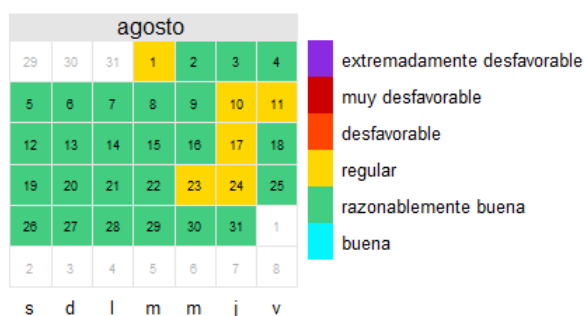 agosto
29 30 31 1 2 3 4
5 6 7 8 9 10 11
12 13 14 15 16 17 18
19 20 21 22 23 24 25
26 27 28 29 30 31 1
2 3 4 5 6 7 8
s d l m m j v
extremadamente desfavorable
muy desfavorable
desfavorable
regular
razonablemente buena
buena